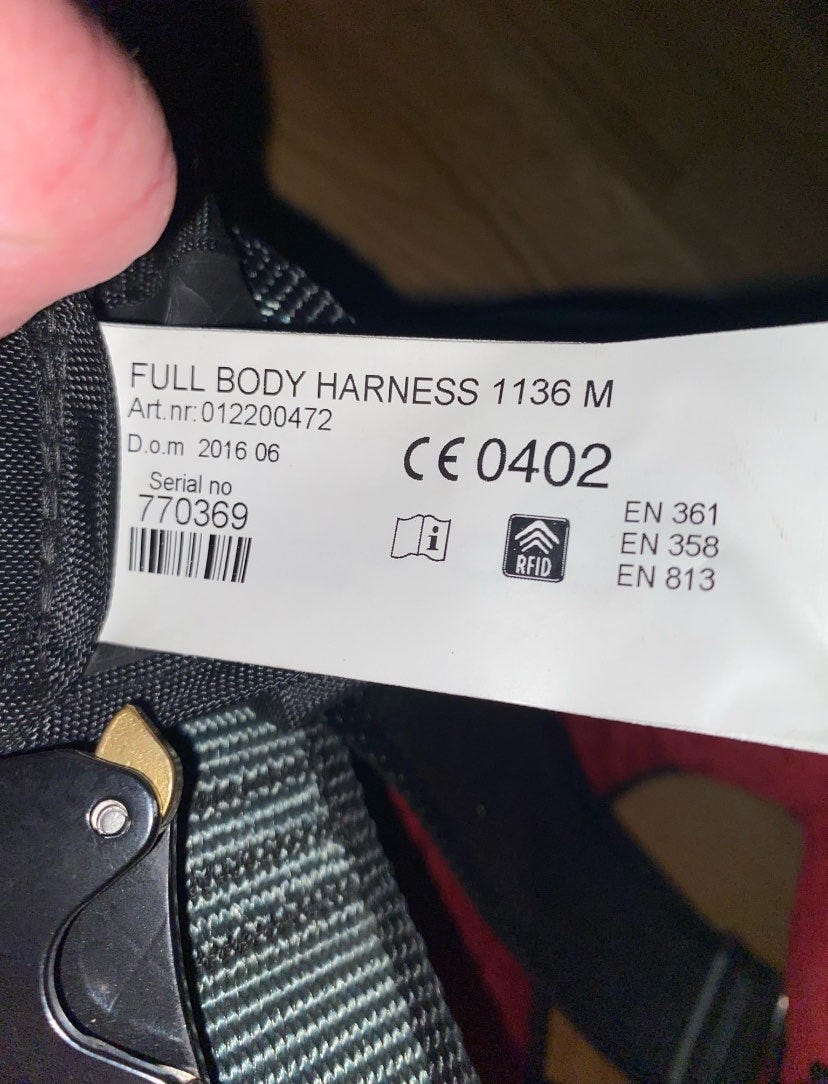 FULL BODY HARNESS 1136 M
Art.nr:012200472
D.o.m 2016 06
CE 0402
Serial no
770369
i
RFID
EN 361
EN 358
EN 813